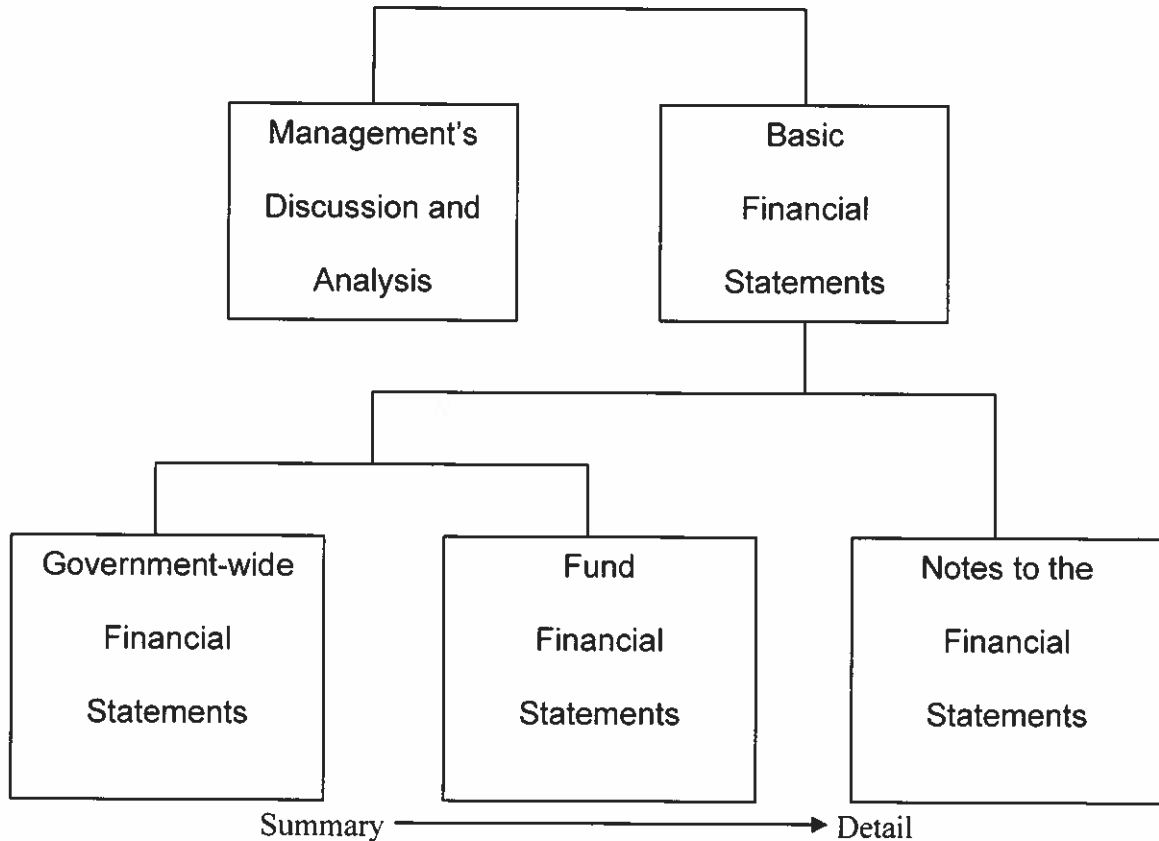 Management's
Discussion and
Analysis
Basic
Financial
Statements
Government-wide
Financial
Statements
Fund
Financial
Statements
Notes to the
Financial
Statements
Summary
Detail